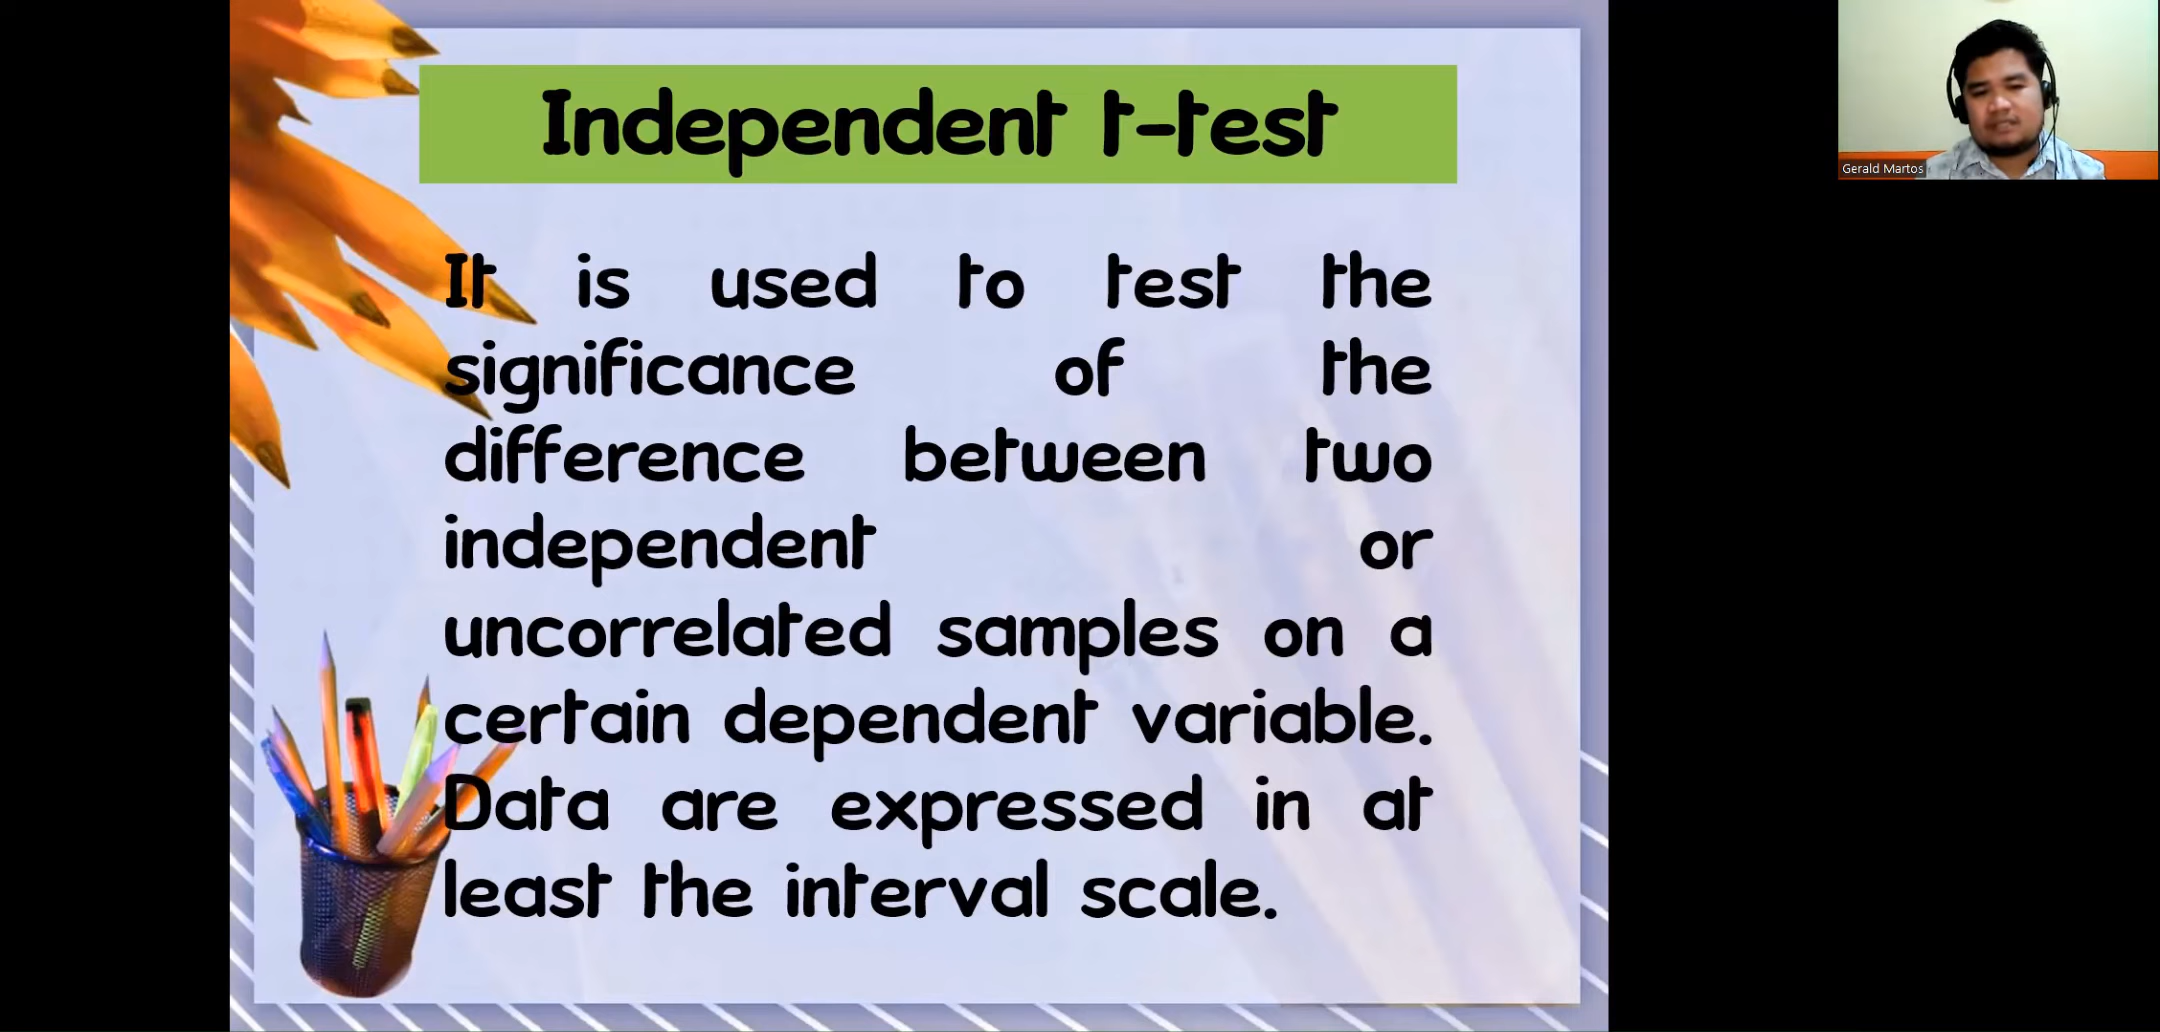 Independent t-test
It is used to test the
significance of the
difference between two
independent or
uncorrelated samples on a
certain dependent variable.
Data are expressed in at
least the interval scale.
Gerald Martos